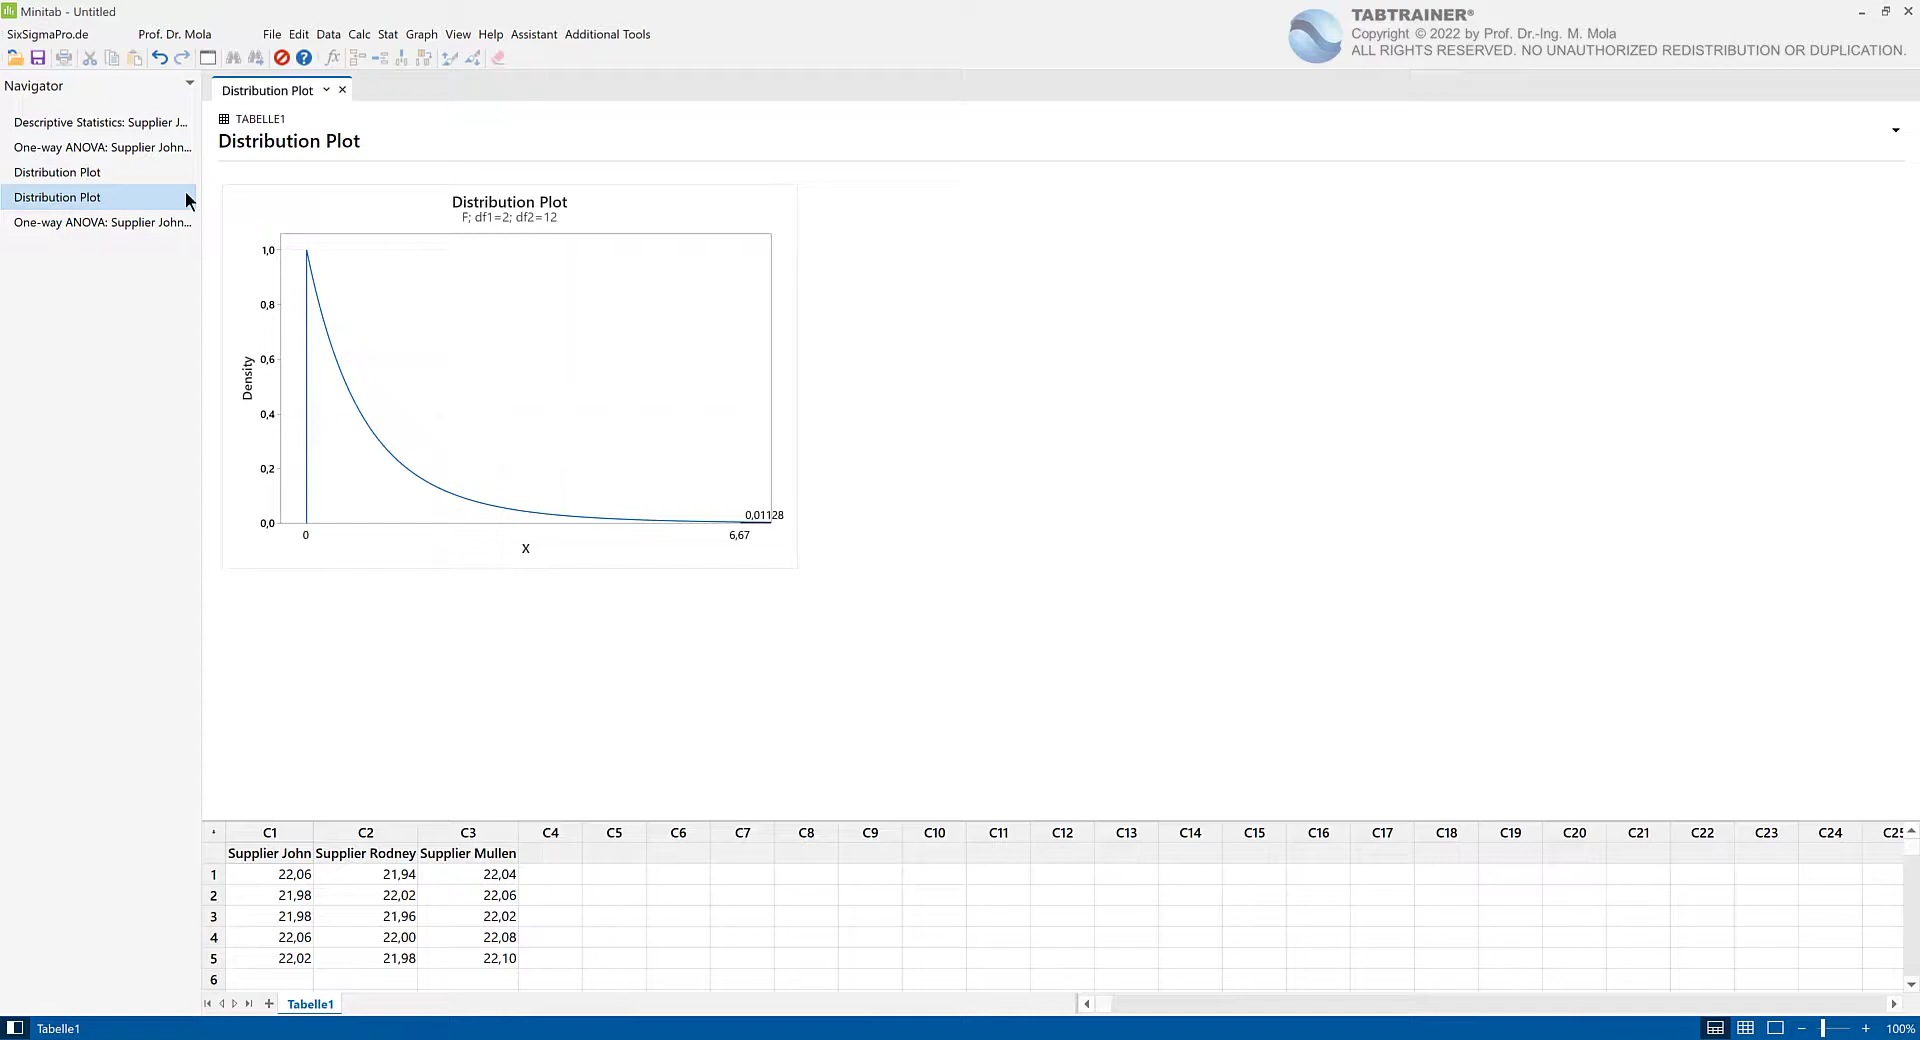 Minitab - Untitled
TABTRAINER®
Copyright © 2022 by Prof. Dr.-Ing. M. Mola
ALL RIGHTS RESERVED. NO UNAUTHORIZED REDISTRIBUTION OR DUPLICATION.
SixSigmaPro.de Prof. Dr. Mola File Edit Data Calc Stat Graph View Help Assistant Additional Tools
Navigator
Descriptive Statistics: Supplier J...
One-way ANOVA: Supplier John...
Distribution Plot
Distribution Plot
One-way ANOVA: Supplier John...
Distribution Plot
TABELLE1
Distribution Plot
Distribution Plot
F; df1=2; df2=12
1,0
0,8
0,6
0,4
0,2
0,0
Density
0,01128
0 6,67
X
C1 C2 C3 C4 C5 C6 C7 C8 C9 C10 C11 C12 C13 C14 C15 C16 C17 C18 C19 C20 C21 C22 C23 C24 C25
Supplier John Supplier Rodney Supplier Mullen
1 22,06 21,94 22,04
2 21,98 22,02 22,06
3 21,98 21,96 22,02
4 22,06 22,00 22,08
5 22,02 21,98 22,10
6
Tabelle1
Tabelle1 100%